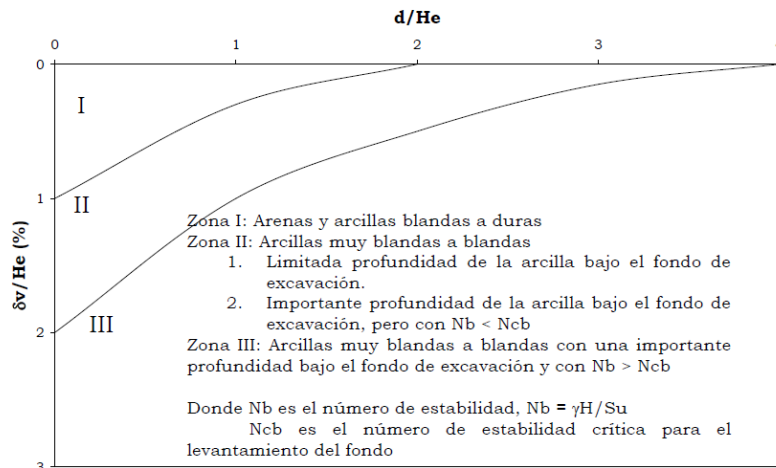 d/He
0 1 2 3
0
I
1
II
δv/He (%)
Zona I: Arenas y arcillas blandas a duras
Zona II: Arcillas muy blandas a blandas
1. Limitada profundidad de la arcilla bajo el fondo de
excavación.
2. Importante profundidad de la arcilla bajo el fondo de
excavación, pero con Nb < Ncb
III
2
Zona III: Arcillas muy blandas a blandas con una importante
profundidad bajo el fondo de excavación y con Nb > Ncb
Donde Nb es el número de estabilidad, Nb = γH/Su
Ncb es el número de estabilidad crítica para el
levantamiento del fondo
3